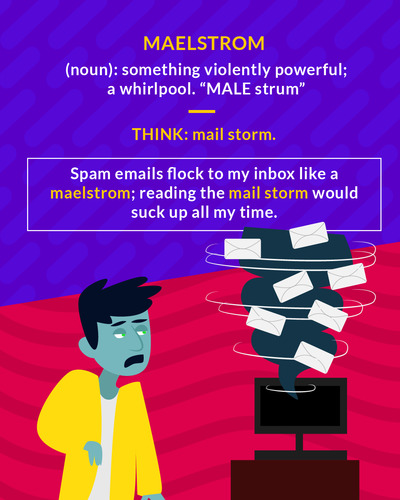 MAELSTROM
(noun): something violently powerful;
a whirlpool. “MALE strum”
THINK: mail storm.
Spam emails flock to my inbox like a
maelstrom; reading the mail storm would
suck up all my time.